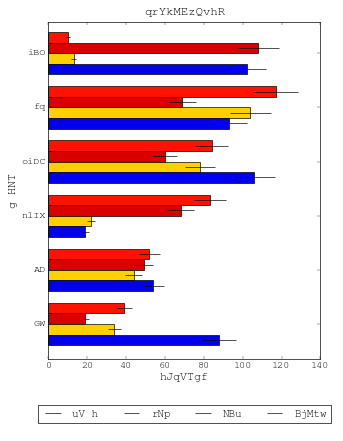 qrYkMEzQvhR
iBO
fq
oiDC
nlIX
AD
GW
g HNT
0 20 40 60 80 100 120 140
hJqVTgf
uV h rNp NBu BjMtw